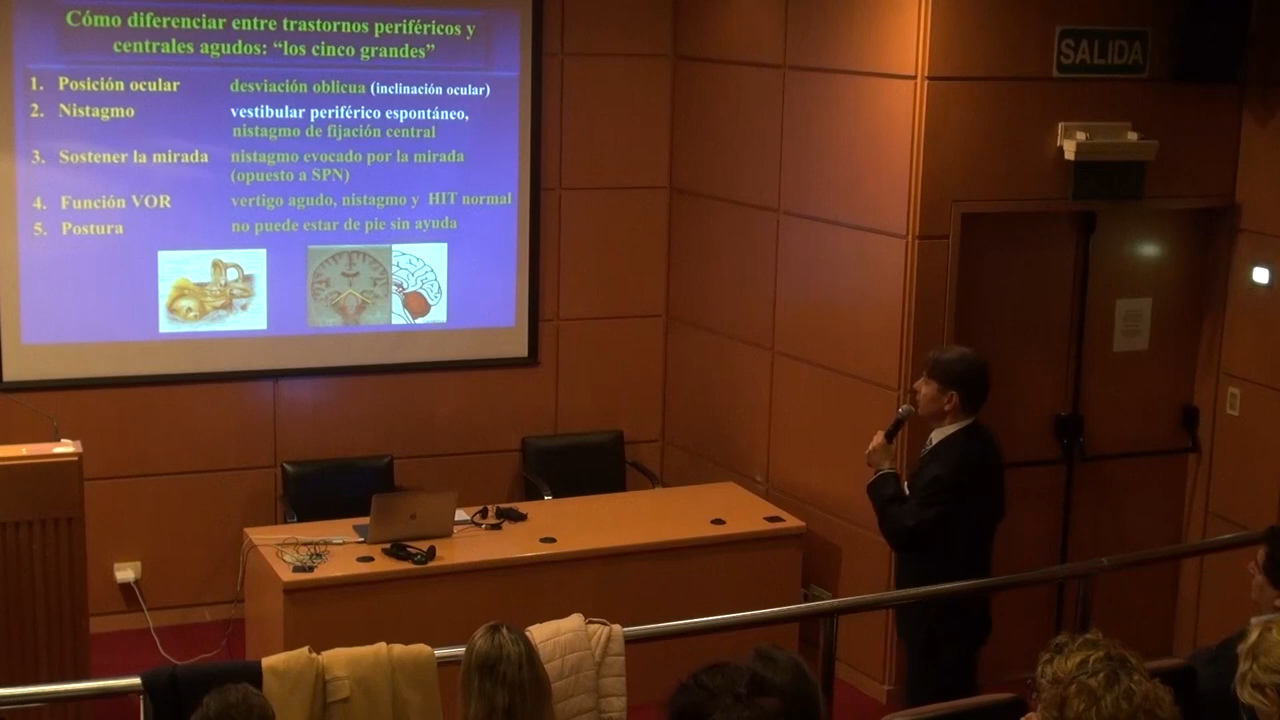 Cómo diferenciar entre trastornos periféricos y
centrales agudos: “los cinco grandes”
1. Posición ocular desviación oblicua (inclinación ocular)
2. Nistagmo vestibular periférico espontáneo,
nistagmo de fijación central
3. Sostener la mirada nistagmo evocado por la mirada
(opuesto a SPN)
4. Función VOR vertigo agudo, nistagmo y HIT normal
5. Postura no puede estar de pie sin ayuda
SALIDA